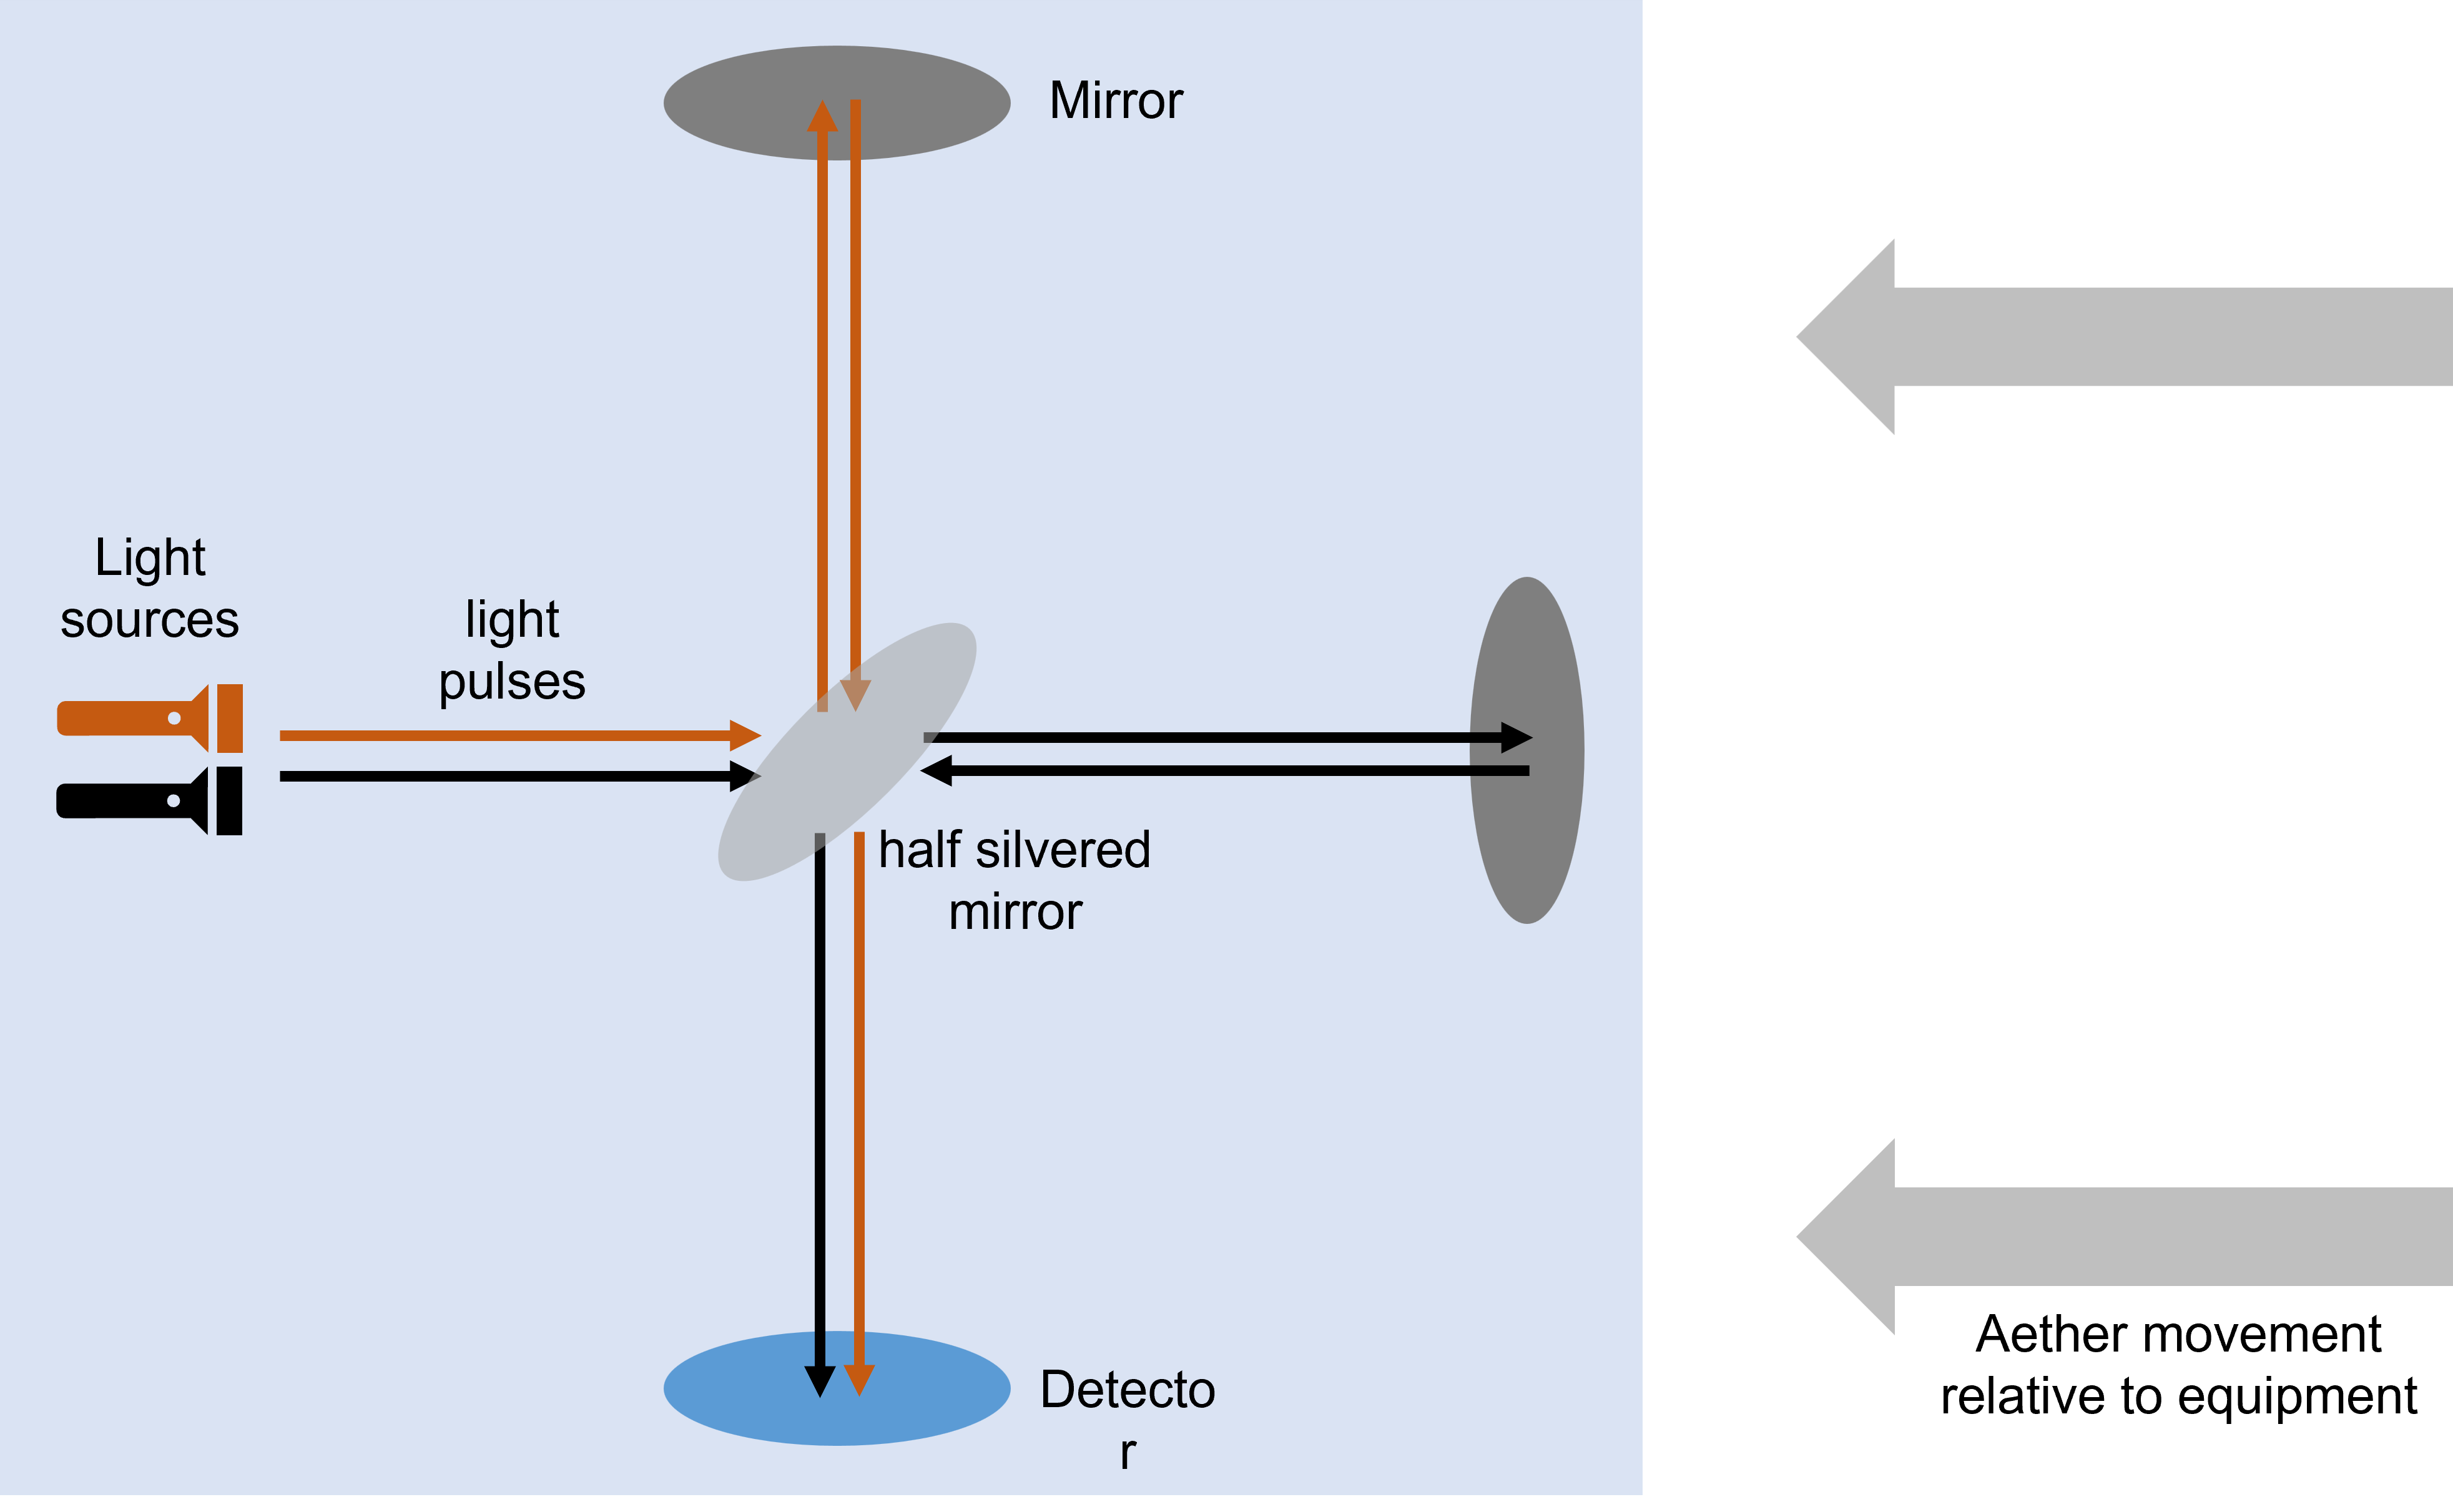 Mirror
Light
sources
light
pulses
half silvered
mirror
Detecto
r
Aether movement
relative to equipment